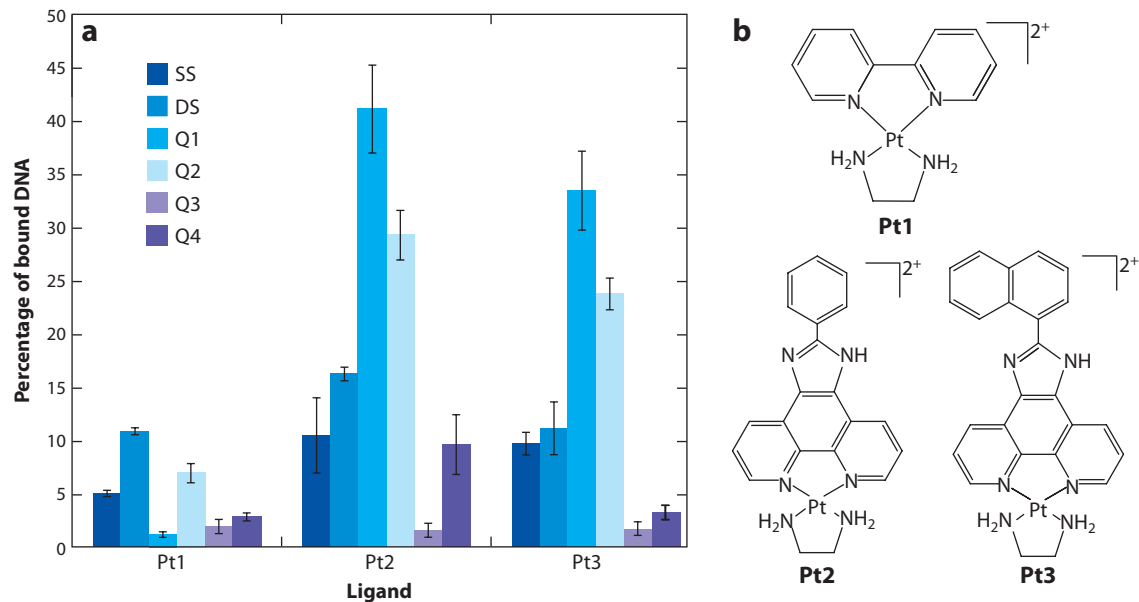 a
50
45
40
35
30
25
20
15
10
5
0
Percentage of bound DNA
SS
DS
Q1
Q2
Q3
Q4
Pt1
Pt2
Pt3
Ligand
b
2+
N
N
Pt
H2N
NH2
Pt1
2+
N
NH
N
N
Pt
H2N
NH2
Pt2
2+
N
NH
N
N
Pt
H2N
NH2
Pt3